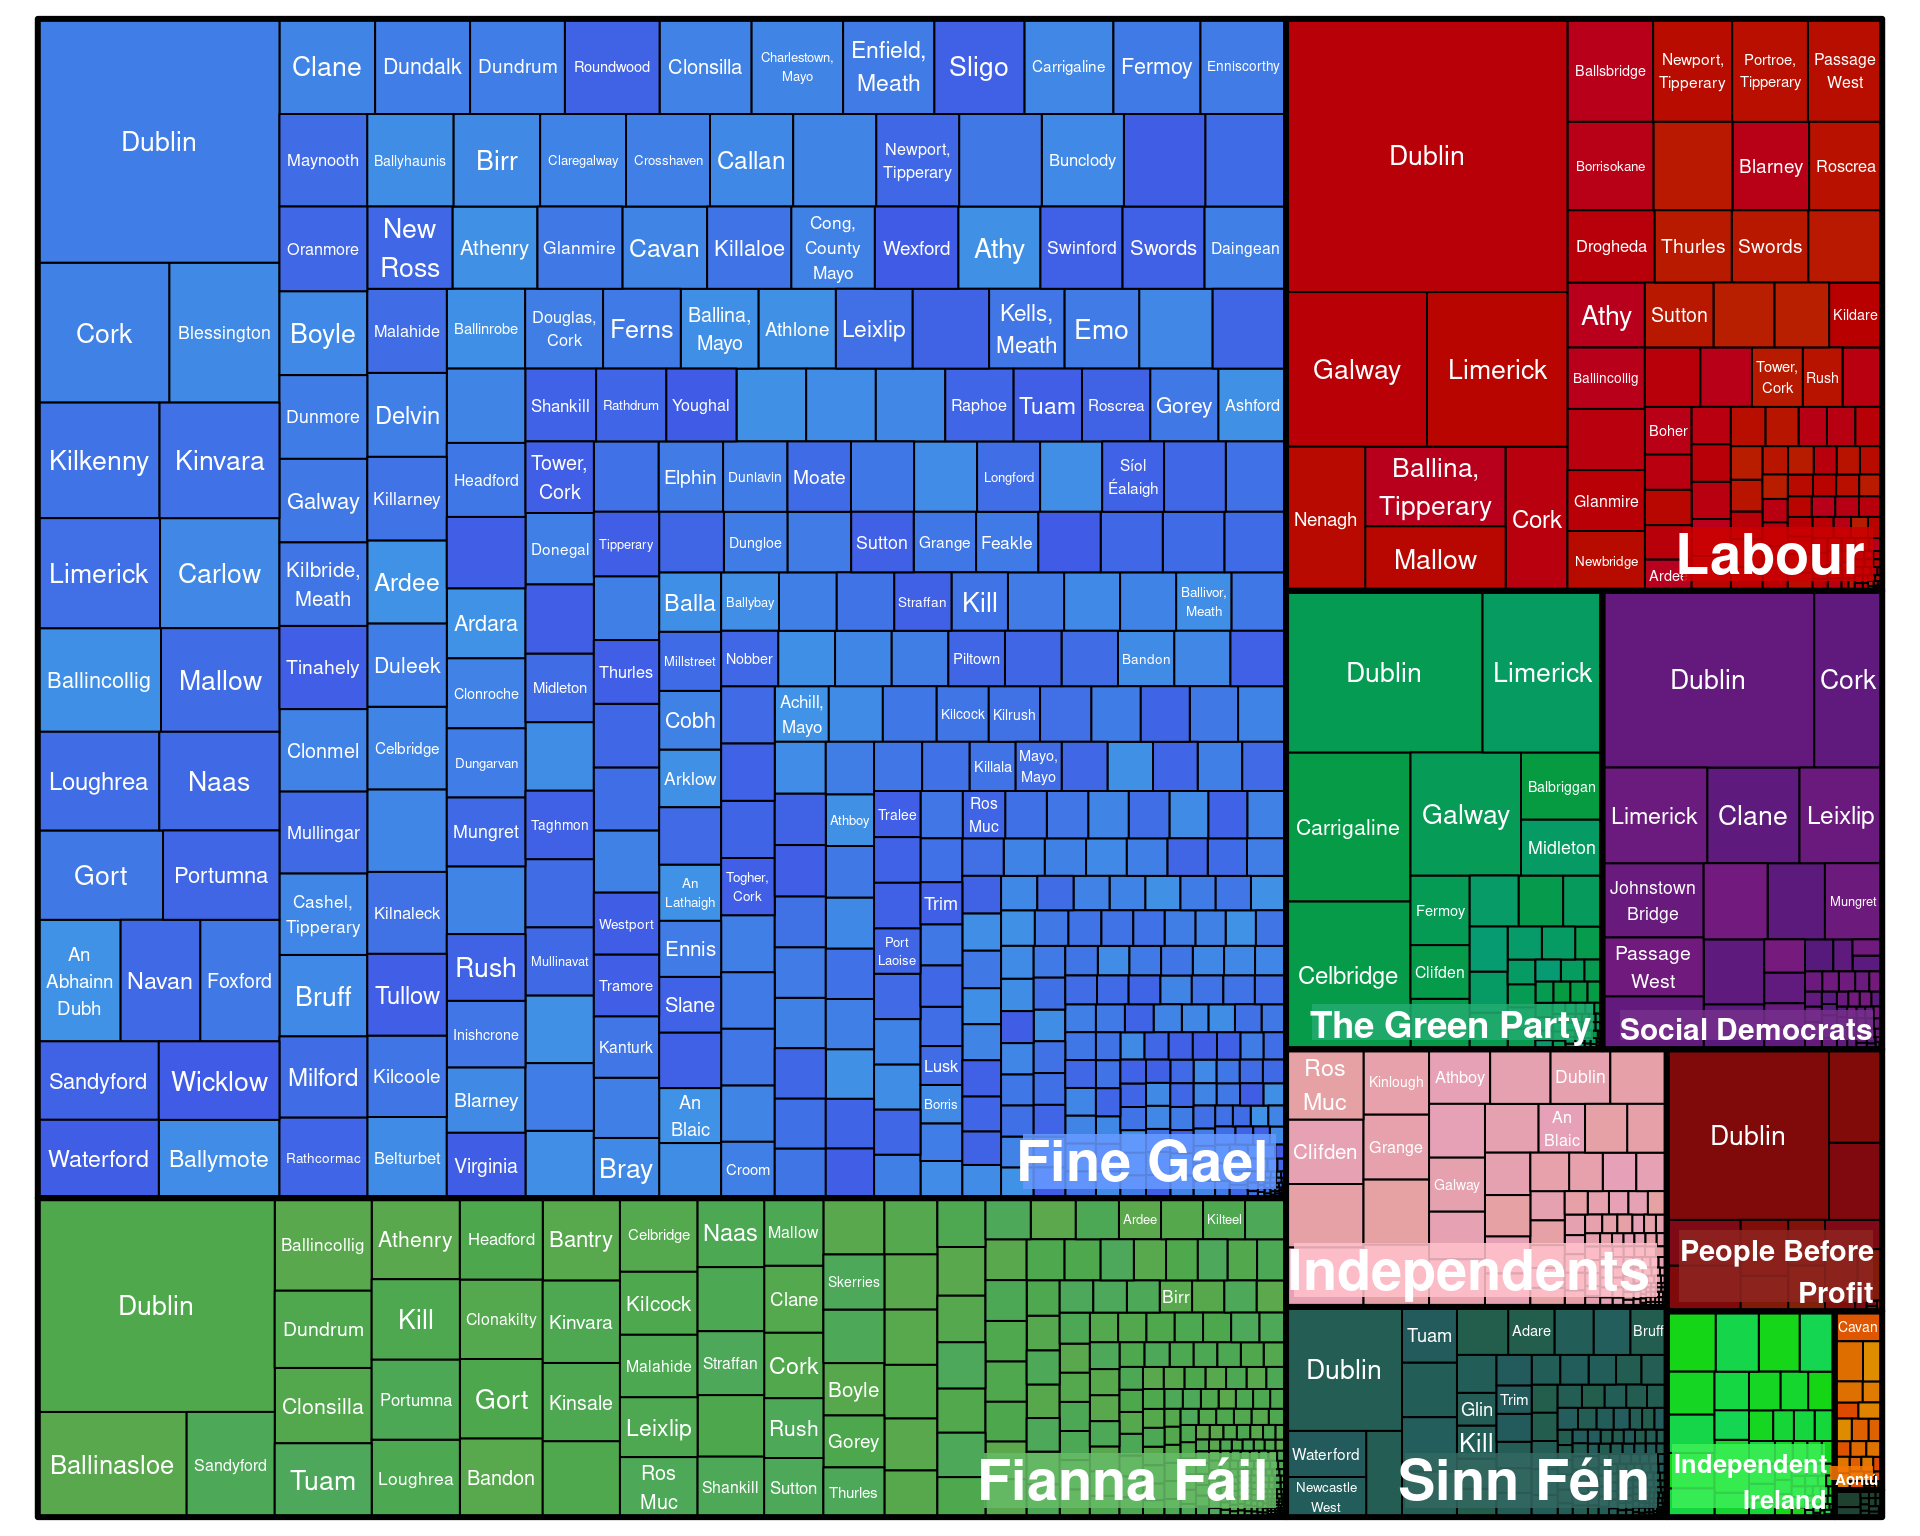 Dublin
Clane
Dundalk
Dundrum
Roundwood
Clonsilla
Charlestown,
Mayo
Enfield,
Meath
Sligo
Carrigaline
Fermoy
Enniscorthy
Maynooth
Ballyhaunis
Birr
Claregalway
Crosshaven
Callan
Newport,
Tipperary
Bunclody
Oranmore
New
Ross
Athenry
Glanmire
Cavan
Killaloe
Cong,
County
Mayo
Wexford
Athy
Swinford
Swords
Daingean
Cork
Blessington
Boyle
Malahide
Ballinrobe
Douglas,
Cork
Ferns
Ballina,
Mayo
Athlone
Leixlip
Kells,
Meath
Emo
Dunmore
Delvin
Shankill
Rathdrum
Youghal
Raphoe
Tuam
Roscrea
Gorey
Ashford
Kilkenny
Kinvara
Galway
Killarney
Headford
Tower,
Cork
Elphin
Dunlavin
Moate
Longford
Síol
Éalaigh
Limerick
Carlow
Kilbride,
Meath
Ardee
Donegal
Tipperary
Dungloe
Sutton
Grange
Feakle
Ardara
Balla
Ballybay
Straffan
Kill
Ballivor,
Meath
Ballincollig
Mallow
Tinahely
Duleek
Clonroche
Midleton
Thurles
Millstreet
Nobber
Piltown
Bandon
Loughrea
Naas
Clonmel
Celbridge
Dungarvan
Cobh
Achill,
Mayo
Kilcock
Kilrush
Arklow
Killala
Mayo,
Mayo
Mullingar
Mungret
Taghmon
Athboy
Tralee
Ros
Muc
Gort
Portumna
Cashel,
Tipperary
Kilnaleck
Westport
An
Lathaigh
Togher,
Cork
Trim
An
Abhainn
Dubh
Navan
Foxford
Bruff
Tullow
Rush
Mullinavat
Tramore
Ennis
Slane
Port
Laoise
Inishcrone
Kanturk
Sandyford
Wicklow
Milford
Kilcoole
Blarney
An
Blaic
Lusk
Borris
Waterford
Ballymote
Rathcormac
Belturbet
Virginia
Bray
Croom
Fine Gael
Dublin
Ballsbridge
Newport,
Tipperary
Portroe,
Tipperary
Passage
West
Borrisokane
Blarney
Roscrea
Drogheda
Thurles
Swords
Galway
Limerick
Athy
Sutton
Kildare
Ballincollig
Tower,
Cork
Rush
Boher
Nenagh
Ballina,
Tipperary
Mallow
Cork
Glanmire
Newbridge
Labour
Dublin
Limerick
Carrigaline
Galway
Balbriggan
Midleton
Celbridge
Fermoy
Clifden
The Green Party
Dublin
Cork
Limerick
Clane
Leixlip
Johnstown
Bridge
Mungret
Passage
West
Social Democrats
Ros
Muc
Kinlough
Athboy
Dublin
Clifden
Grange
An
Blaic
Galway
Independents
Dublin
People Before
Profit
Dublin
Ballincollig
Athenry
Headford
Bantry
Celbridge
Naas
Mallow
Ardee
Kilteel
Dundrum
Kill
Clonakilty
Kinvara
Kilcock
Clane
Skerries
Birr
Malahide
Straffan
Cork
Clonsilla
Portumna
Gort
Kinsale
Leixlip
Rush
Boyle
Gorey
Ballinasloe
Sandyford
Tuam
Loughrea
Bandon
Ros
Muc
Shankill
Sutton
Thurles
Fianna Fáil
Dublin
Tuam
Adare
Bruff
Glin
Trim
Kill
Waterford
Newcastle
West
Sinn Féin
Independent
Ireland
Cavan
Aontú